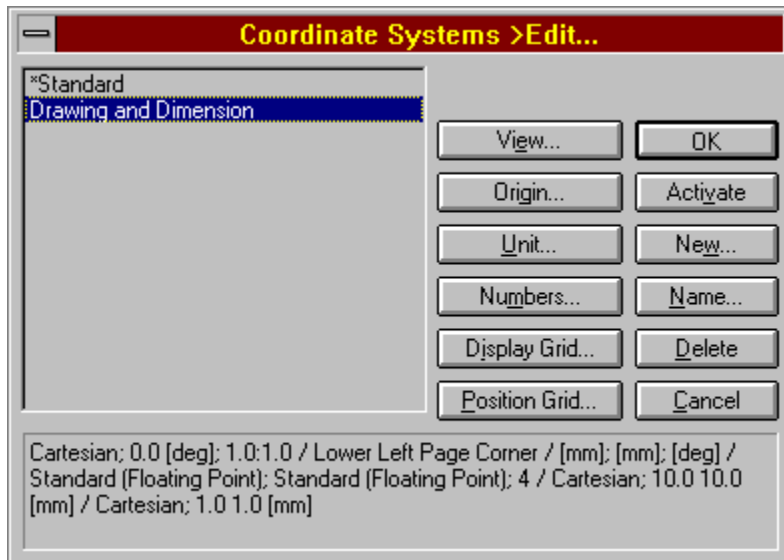 Coordinate Systems >Edit...
*Standard
Drawing and Dimension
View...
OK
Origin...
Activate
Unit...
New...
Numbers...
Name...
Display Grid...
Delete
Position Grid...
Cancel
Cartesian; 0.0 [deg]; 1.0:1.0 / Lower Left Page Corner / [mm]; [mm]; [deg] /
Standard (Floating Point); Standard (Floating Point); 4 / Cartesian; 10.0 10.0
[mm] / Cartesian; 1.0 1.0 [mm]